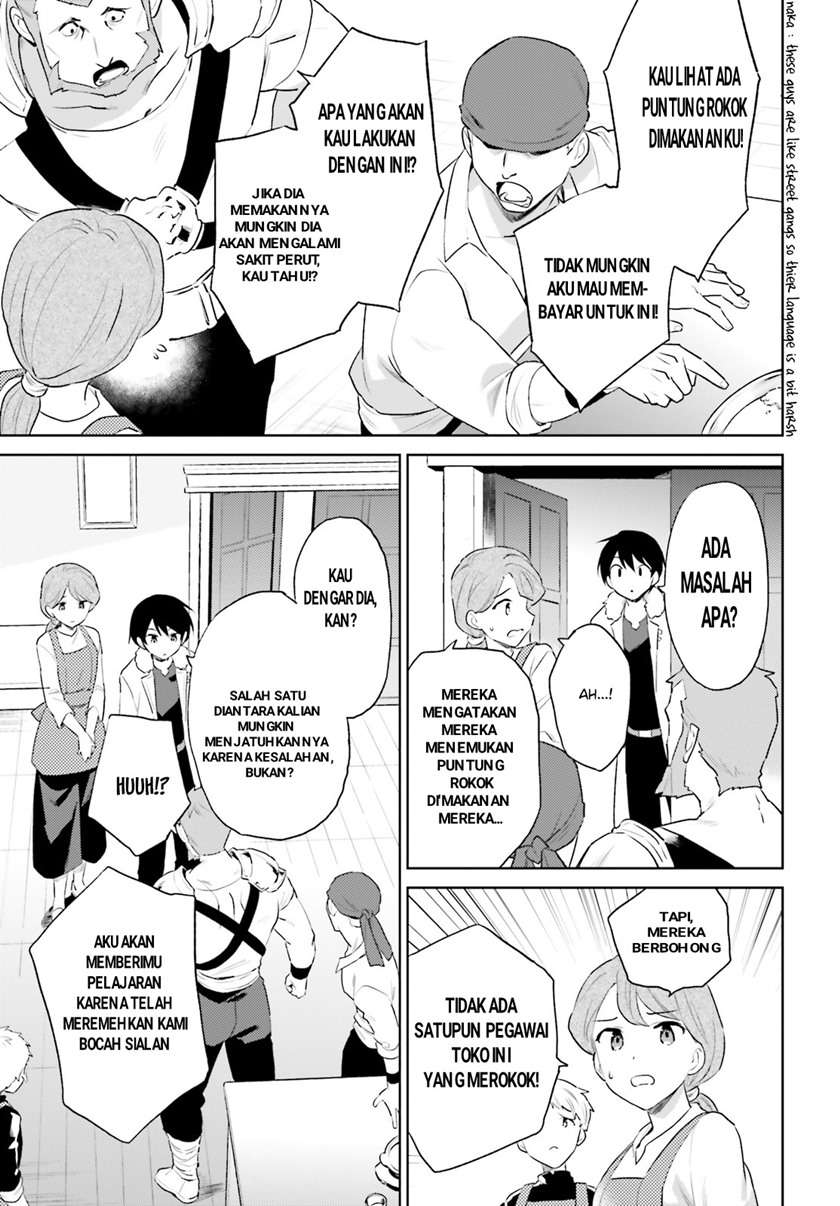 naka : these guys are like street gangs so thier language is a bit harsh
KAU LIHAT ADA
PUNTUNG ROKOK
DIMAKANANKU!
TIDAK MUNGKIN
AKU MAU MEM-
BAYAR UNTUK INI!
APA YANG AKAN
KAU LAKUKAN
DENGAN INI!?
JIKA DIA
MEMAKANNYA
MUNGKIN DIA
AKAN MENGALAMI
SAKIT PERUT,
KAU TAHU!?
ADA
MASALAH
APA?
AH...!
MEREKA
MENGATAKAN
MEREKA
MENEMUKAN
PUNTUNG
ROKOK
DI'MAKANAN
MEREKA...
TAPI,
MEREKA
BERBOHONG
TIDAK ADA
SATUPUN PEGAWAI
TOKO INI
YANG MEROKOK!
KAU
DENGAR DIA,
KAN?
SALAH SATU
DIANTARA KALIAN
MUNGKIN
MENJATUHKANNYA
KARENA KESALAHAN,
BUKAN?
HUUH!?
AKU AKAN
MEMBERIMU
PELAJARAN
KARENA TELAH
MEREMEHKAN KAMI
BOCAH SIALAN